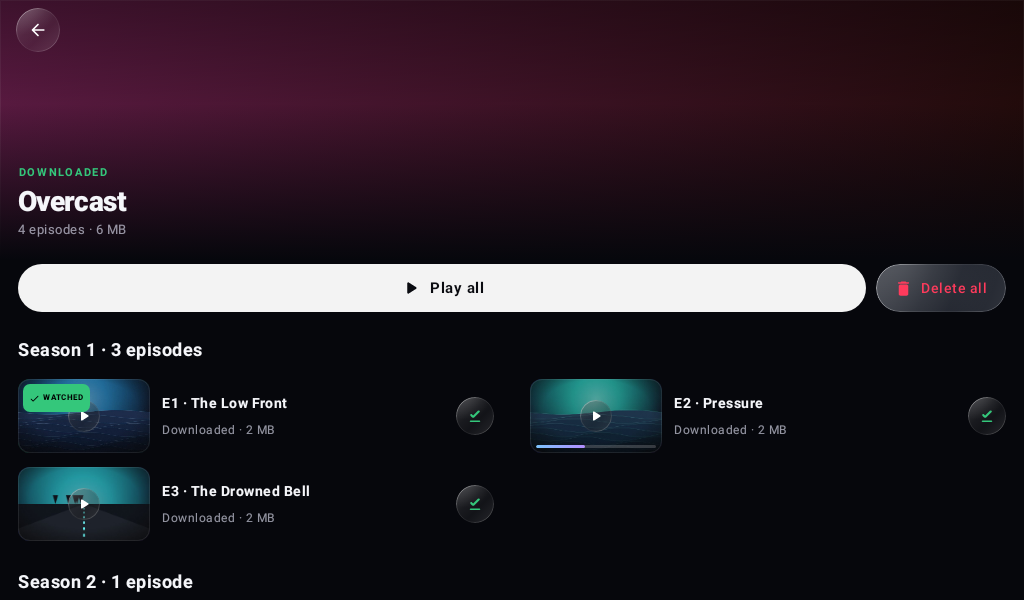 DOWNLOADED
Overcast
4 episodes · 6 MB
Play all
Delete all
Season 1 · 3 episodes
WATCHED
E1 · The Low Front
Downloaded · 2 MB
E2 · Pressure
Downloaded · 2 MB
E3 · The Drowned Bell
Downloaded · 2 MB
Season 2 · 1 episode